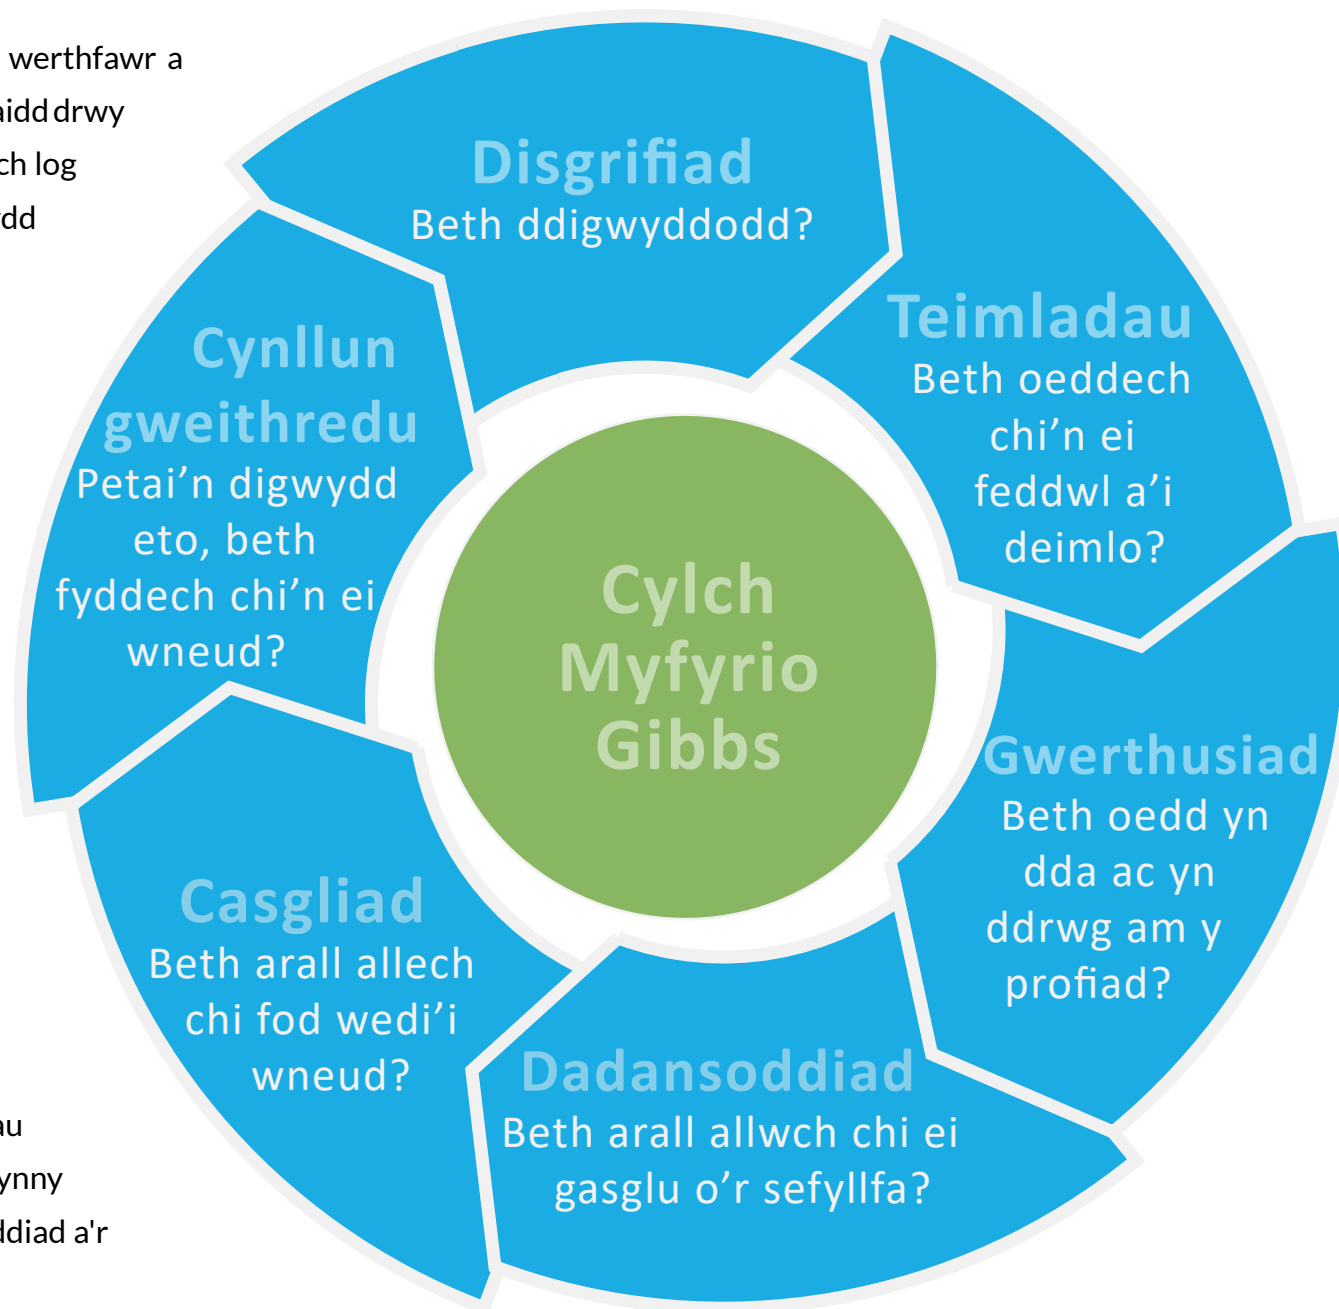 werthfawr a
drwy
log
Disgrifiad
Beth ddigwyddodd?
Teimladau
Beth oeddech
chi'n ei
feddwl a'i
deimlo?
Gwerthusiad
Beth oedd yn
dda ac yn
ddrwg am y
profiad?
Dadansoddiad
Beth arall allwch chi ei
gasglu o'r sefyllfa?
Casgliad
Beth arall allech
chi fod wedi'i
wneud?
Cynllun
gweithredu
Petai'n digwydd
eto, beth
fyddech chi'n ei
wneud?
Cylch
Myfyrio
Gibbs
a'r